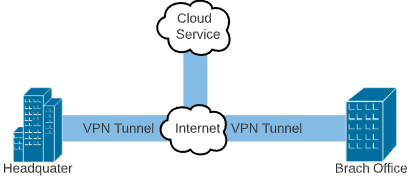 Cloud
Service
VPN Tunnel
Internet
VPN Tunnel
Headquater
Brach Office